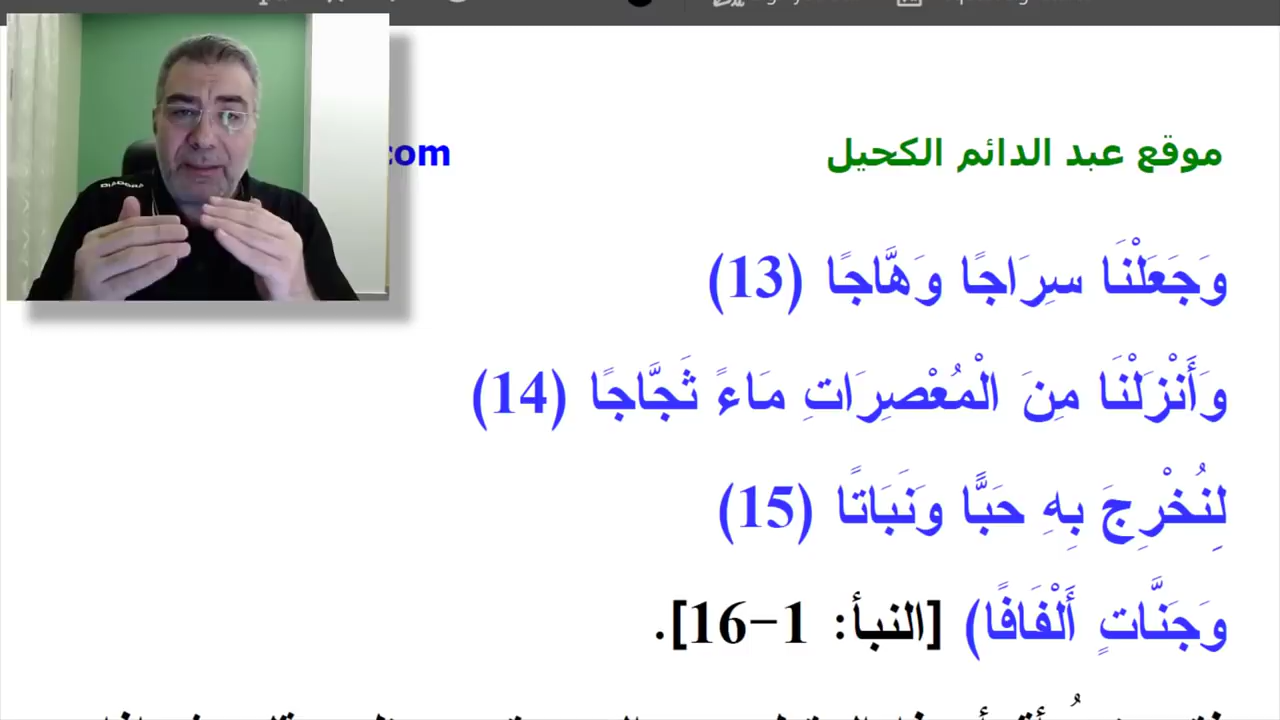 موقع عبد الدائم الكحيل
com
وَجَعَلْنَا سِرَاجًا وَهَّاجًا (13)
وَأَنْزَلْنَا مِنَ الْمُعْصِرَاتِ مَاءً ثَجَّاجًا (14)
لِنُخْرِجَ بِهِ حَبًّا وَنَبَاتًا (15)
وَجَنَّاتٍ أَلْفَافًا) [النبأ: 1-16].